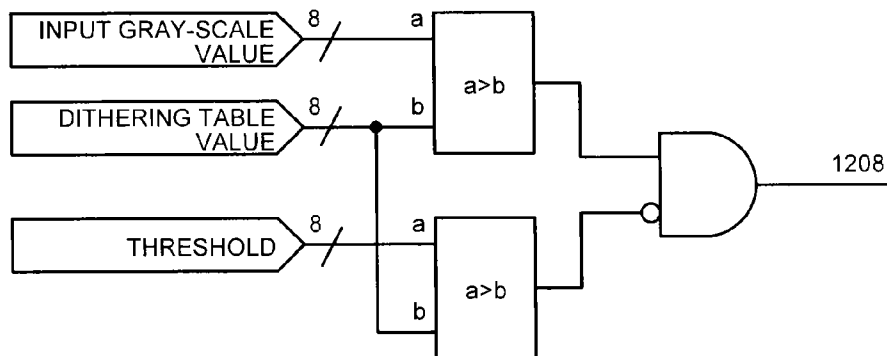 INPUT GRAY-SCALE
VALUE
8
a
a>b
DITHERING TABLE
VALUE
8
b
1208
THRESHOLD
8
a
a>b
b